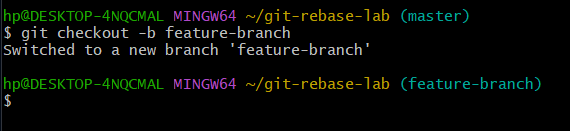 hp@DESKTOP-4NQCMAL MINGW64 ~/git-rebase-lab (master)
$ git checkout -b feature-branch
Switched to a new branch 'feature-branch'
hp@DESKTOP-4NQCMAL MINGW64 ~/git-rebase-lab (feature-branch)
$